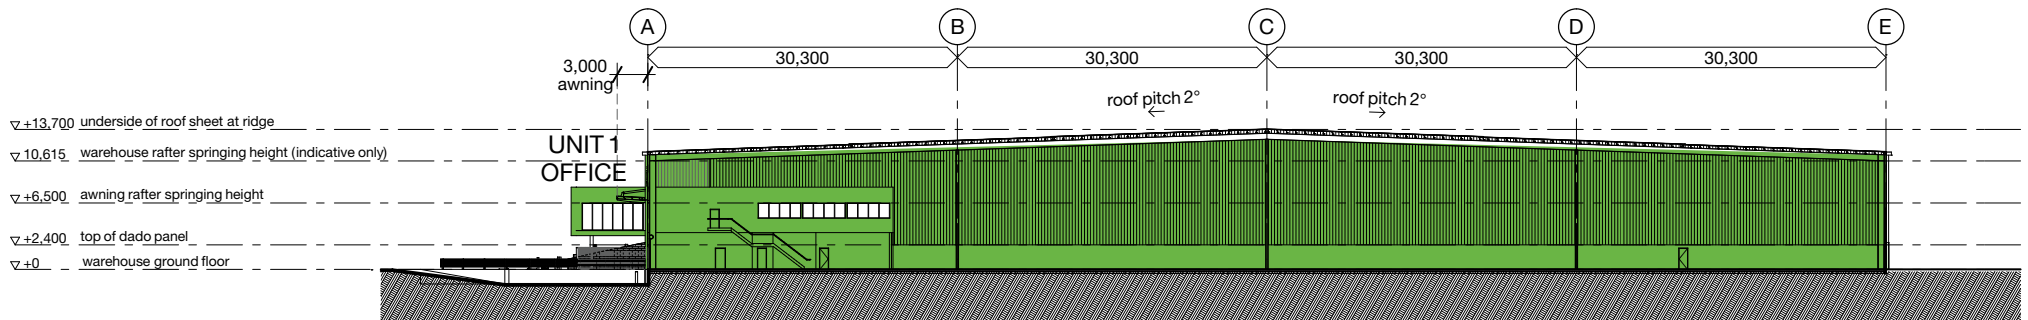 A B C D E
30,300 30,300 30,300 30,300
3,000
awning
roof pitch 2° roof pitch 2°
+13,700 underside of roof sheet at ridge
UNIT 1
OFFICE
10,615 warehouse rafter springing height (indicative only)
+6,500 awning rafter springing height
+2,400 top of dado panel
+0 warehouse ground floor